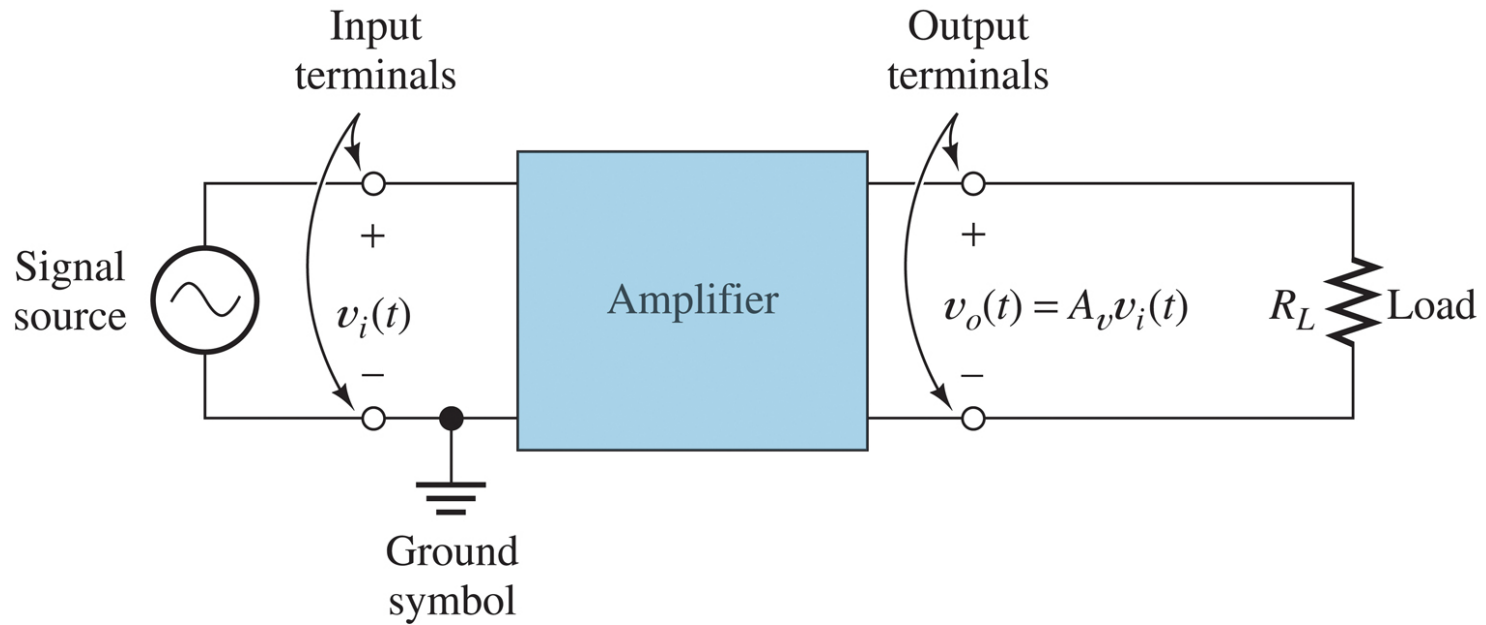 Input
terminals
Output
terminals
Signal
source
+
v_i(t)
−
Amplifier
+
v_o(t) = A_v v_i(t)
−
R_L
Load
Ground
symbol